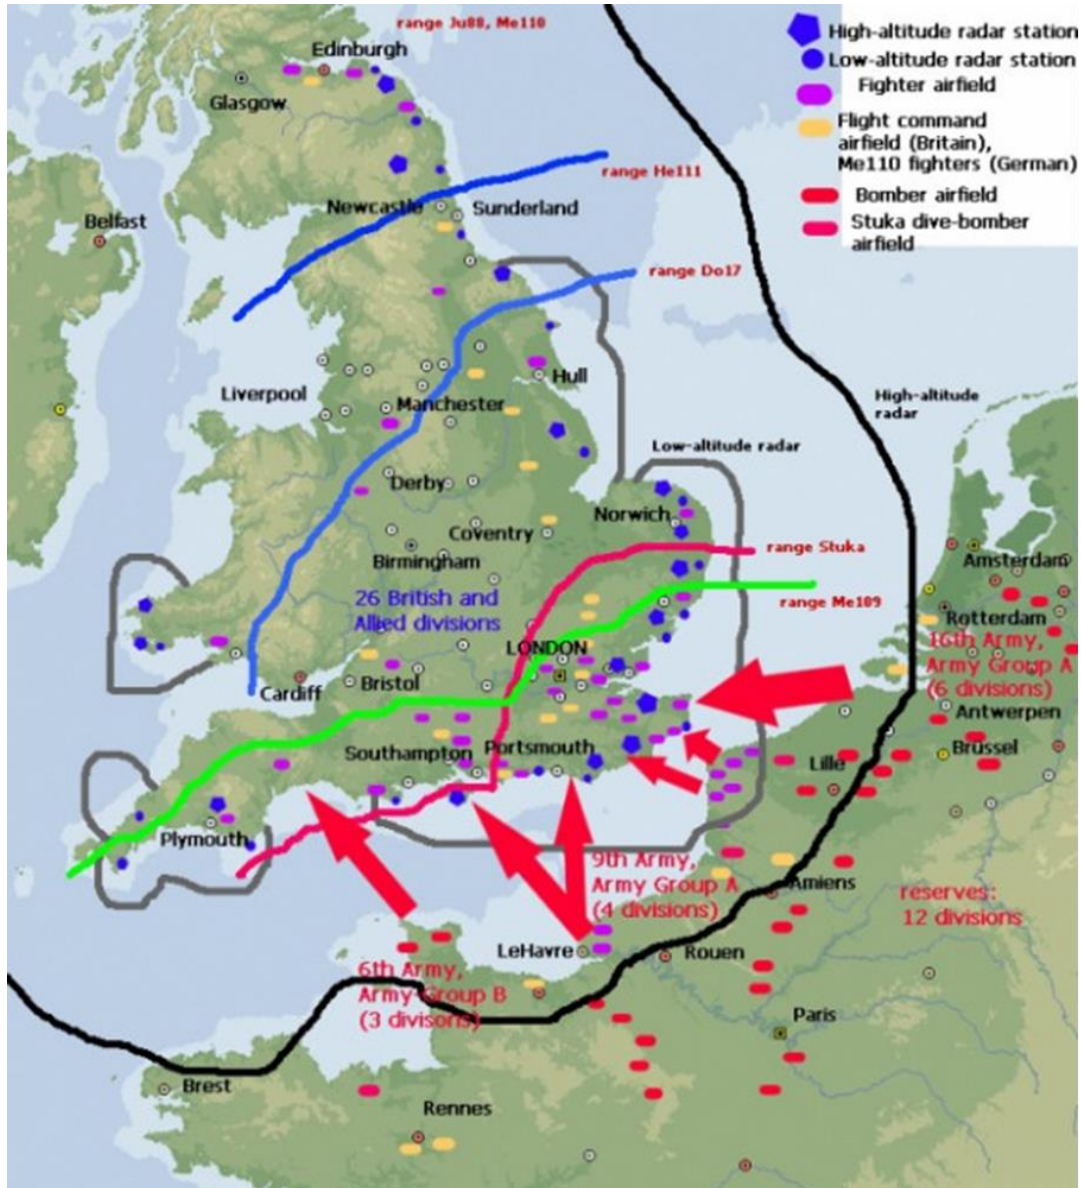 range Ju88, Me110
High-altitude radar station
Low-altitude radar station
Fighter airfield
Flight command
airfield (Britain),
Me110 fighters (German)
Bomber airfield
Stuka dive-bomber
airfield
Edinburgh
Glasgow
range He111
Newcastle
Sunderland
Belfast
range Do17
Hull
Liverpool
Manchester
High-altitude
radar
Low-altitude radar
Derby
Norwich
Coventry
Birmingham
range Stuka
Amsterdam
26 British and
Allied divisions
range Me109
Rotterdam
LONDON
16th Army,
Army Group A
(6 divisions)
Cardiff
Bristol
Antwerpen
Southampton
Portsmouth
Lille
Brüssel
Plymouth
9th Army,
Army Group A
(4 divisions)
Amiens
reserves:
12 divisions
LeHavre
Rouen
6th Army,
Army Group B
(3 divisons)
Paris
Brest
Rennes